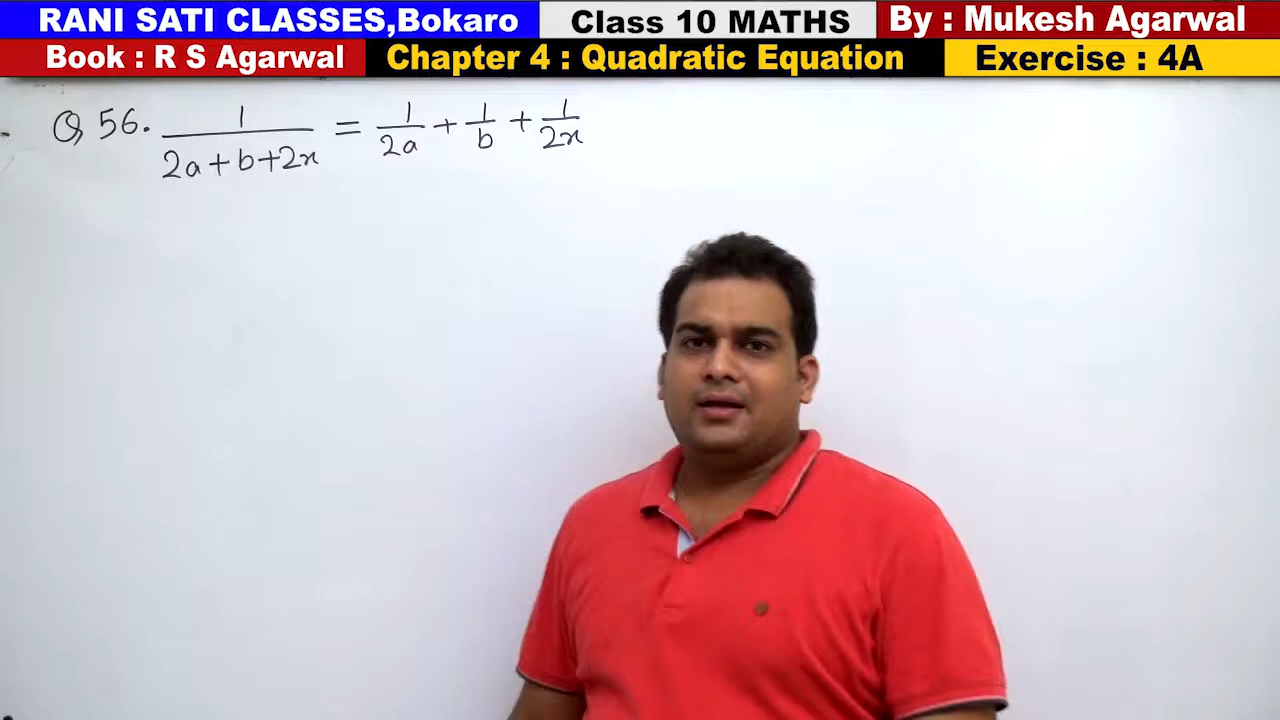 RANI SATI CLASSES,Bokaro Class 10 MATHS By : Mukesh Agarwal
Book : R S Agarwal Chapter 4 : Quadratic Equation Exercise : 4A
Q 56. 1/(2a+b+2x) = 1/2a + 1/b + 1/2x